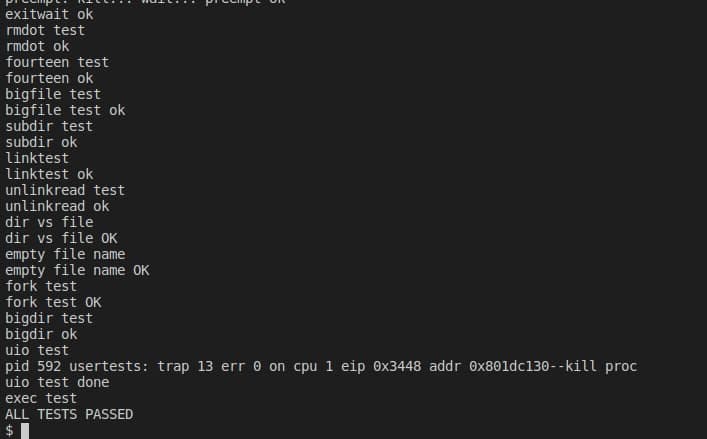 preempt: kill... wait... preempt ok
exitwait ok
rmdot test
rmdot ok
fourteen test
fourteen ok
bigfile test
bigfile test ok
subdir test
subdir ok
linktest
linktest ok
unlinkread test
unlinkread ok
dir vs file
dir vs file OK
empty file name
empty file name OK
fork test
fork test OK
bigdir test
bigdir ok
uio test
pid 592 usertests: trap 13 err 0 on cpu 1 eip 0x3448 addr 0x801dc130--kill proc
uio test done
exec test
ALL TESTS PASSED
$